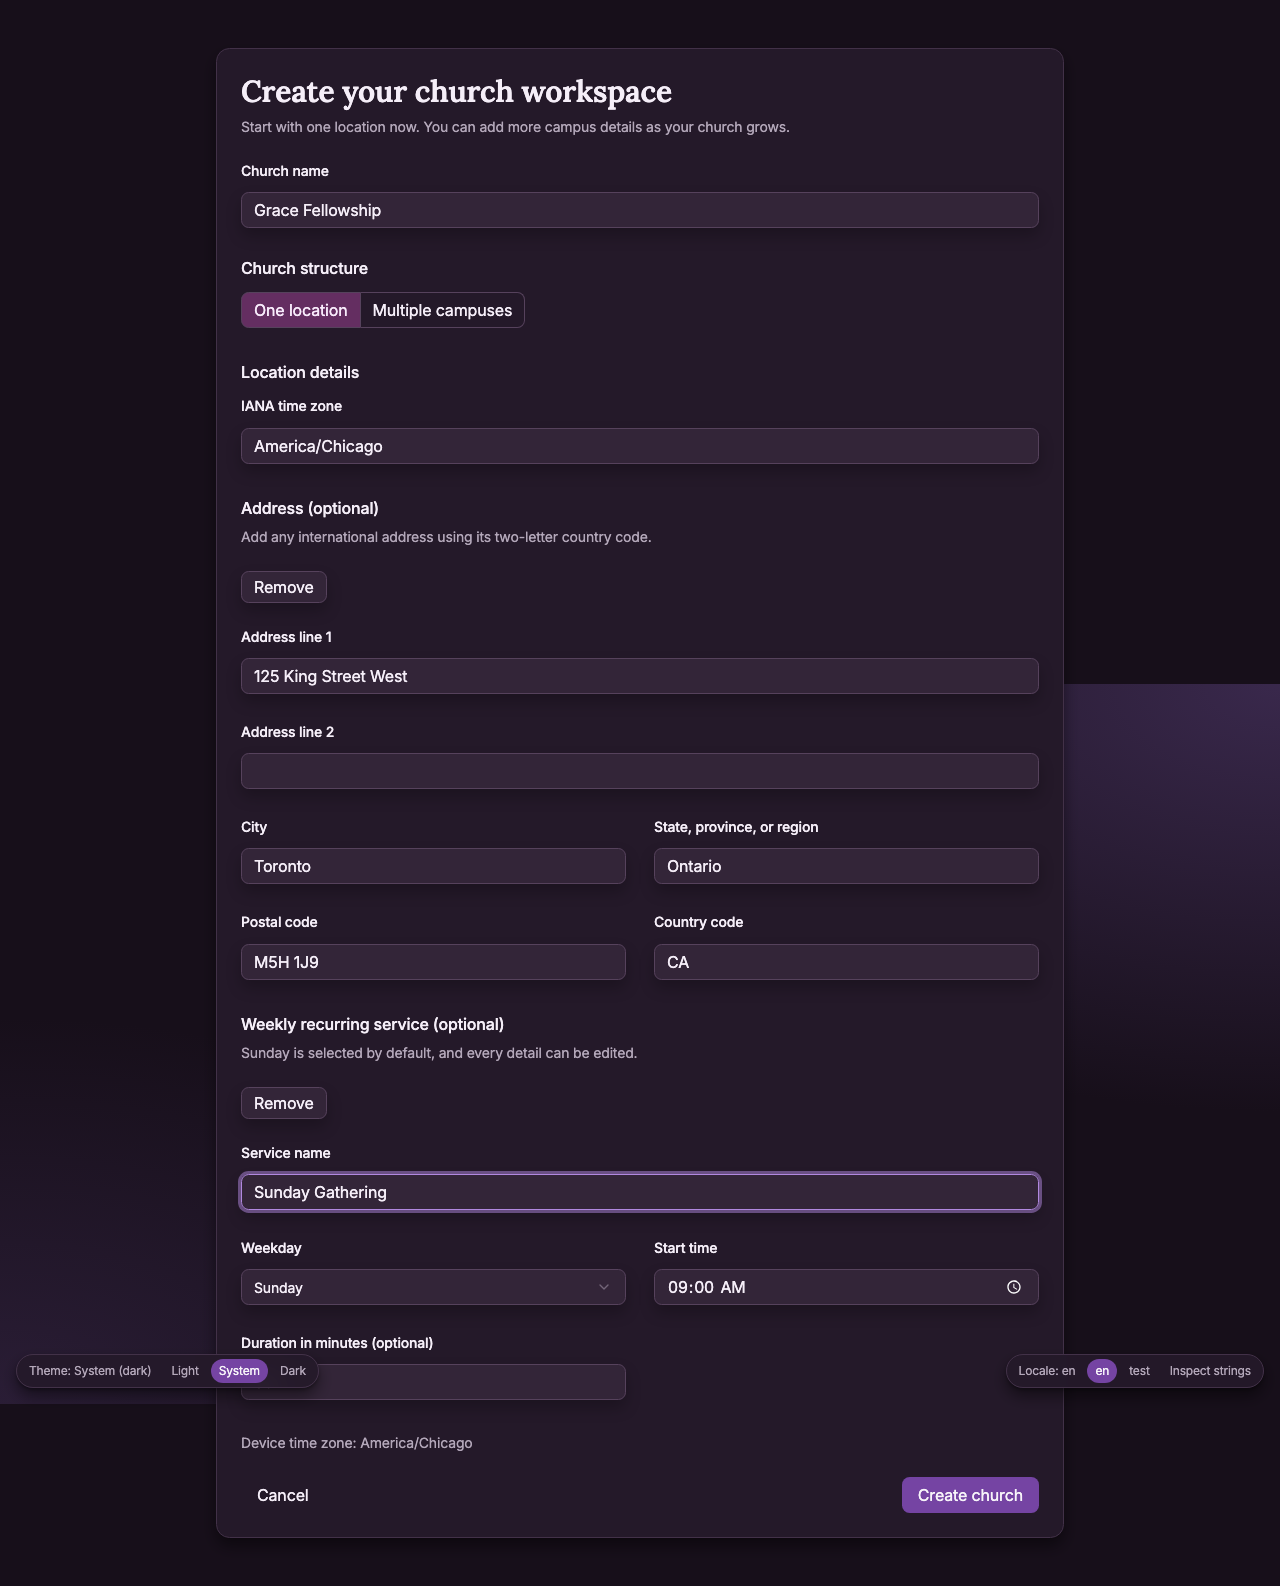 Create your church workspace
Start with one location now. You can add more campus details as your church grows.
Church name
Grace Fellowship
Church structure
One location Multiple campuses
Location details
IANA time zone
America/Chicago
Address (optional)
Add any international address using its two-letter country code.
Remove
Address line 1
125 King Street West
Address line 2
City State, province, or region
Toronto Ontario
Postal code Country code
M5H 1J9 CA
Weekly recurring service (optional)
Sunday is selected by default, and every detail can be edited.
Remove
Service name
Sunday Gathering
Weekday Start time
Sunday 09:00 AM
Duration in minutes (optional)
Theme: System (dark) Light System Dark Locale: en en test Inspect strings
Device time zone: America/Chicago
Cancel Create church